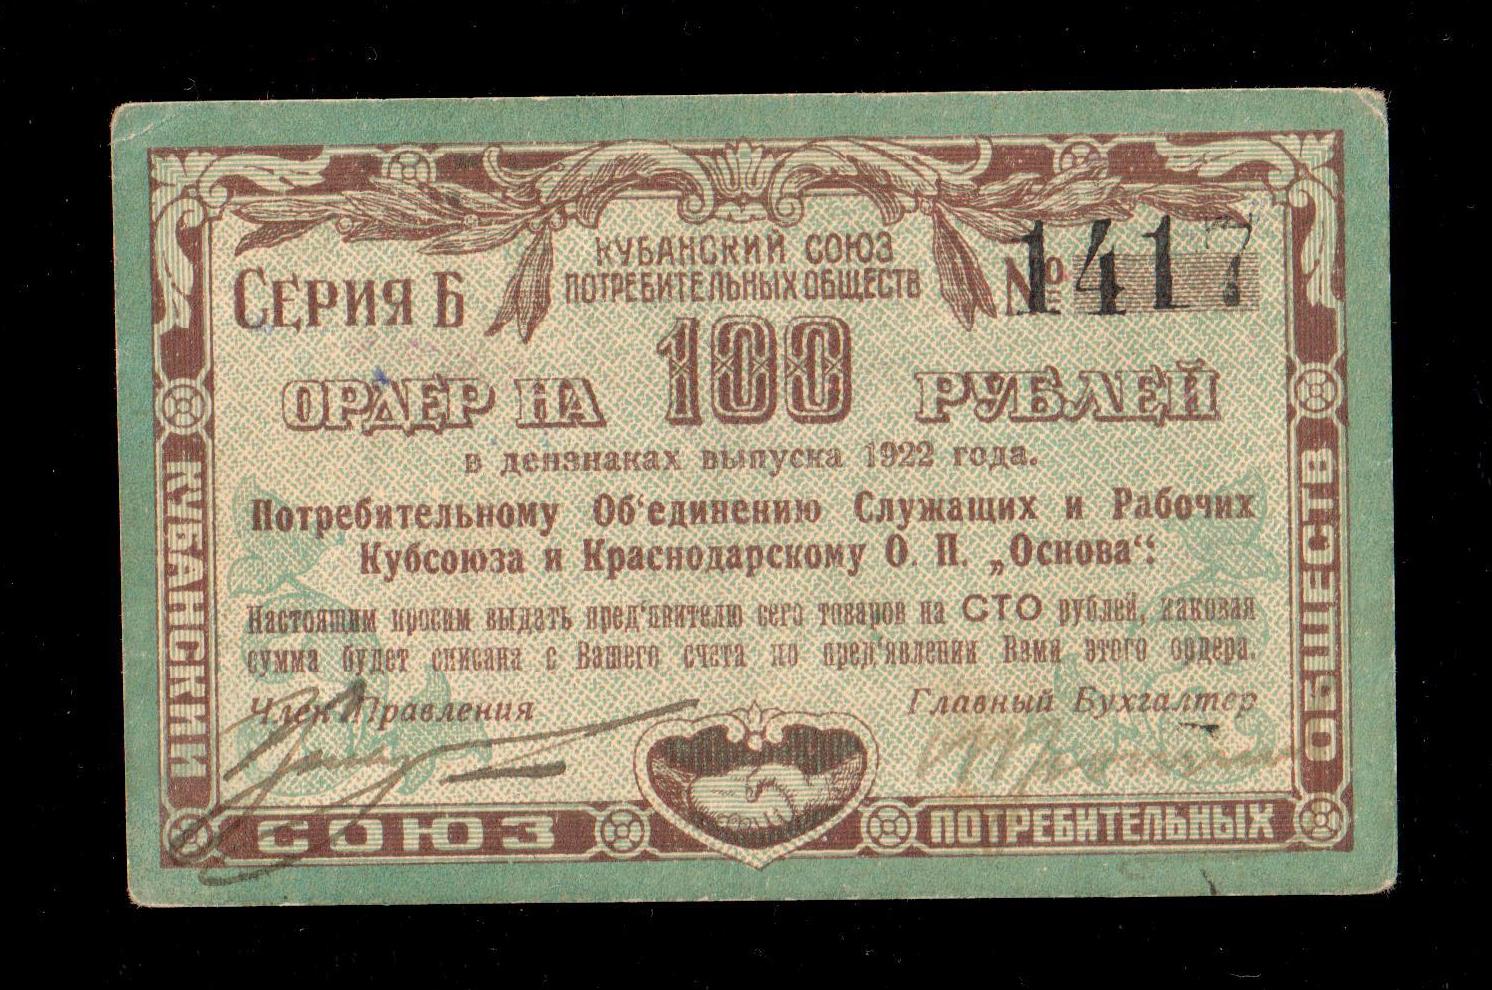 КУБАНСКИЙ СОЮЗ
ПОТРЕБИТЕЛЬНЫХ ОБЩЕСТВ
СЕРИЯ Б
№ 1417
ОРДЕР НА 100 РУБЛЕЙ
в дензнаках выпуска 1922 года.
Потребительному Об'единению Служащих и Рабочих
Кубсоюза и Краснодарскому О. П. „Основа“:
Настоящим просим выдать пред'явителю сего товаров на СТО рублей, каковая
сумма будет списана с Вашего счета по пред'явлении Вами этого ордера.
Член Правления
Главный Бухгалтер
КУБАНСКИЙ
СОЮЗ
ПОТРЕБИТЕЛЬНЫХ
ОБЩЕСТВ